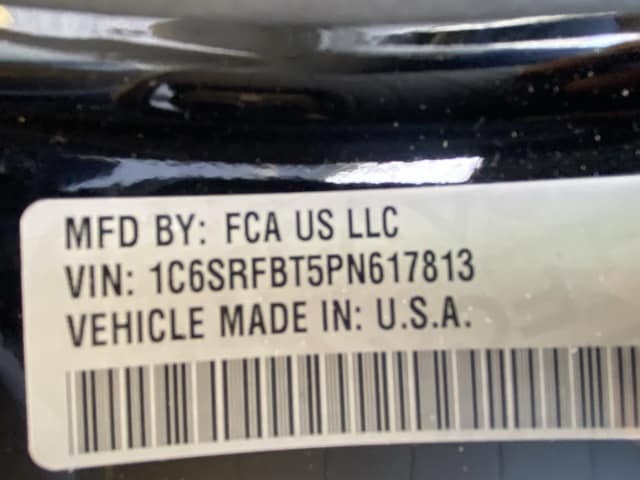 MFD BY: FCA US LLC
VIN: 1C6SRFBT5PN617813
VEHICLE MADE IN: U.S.A.